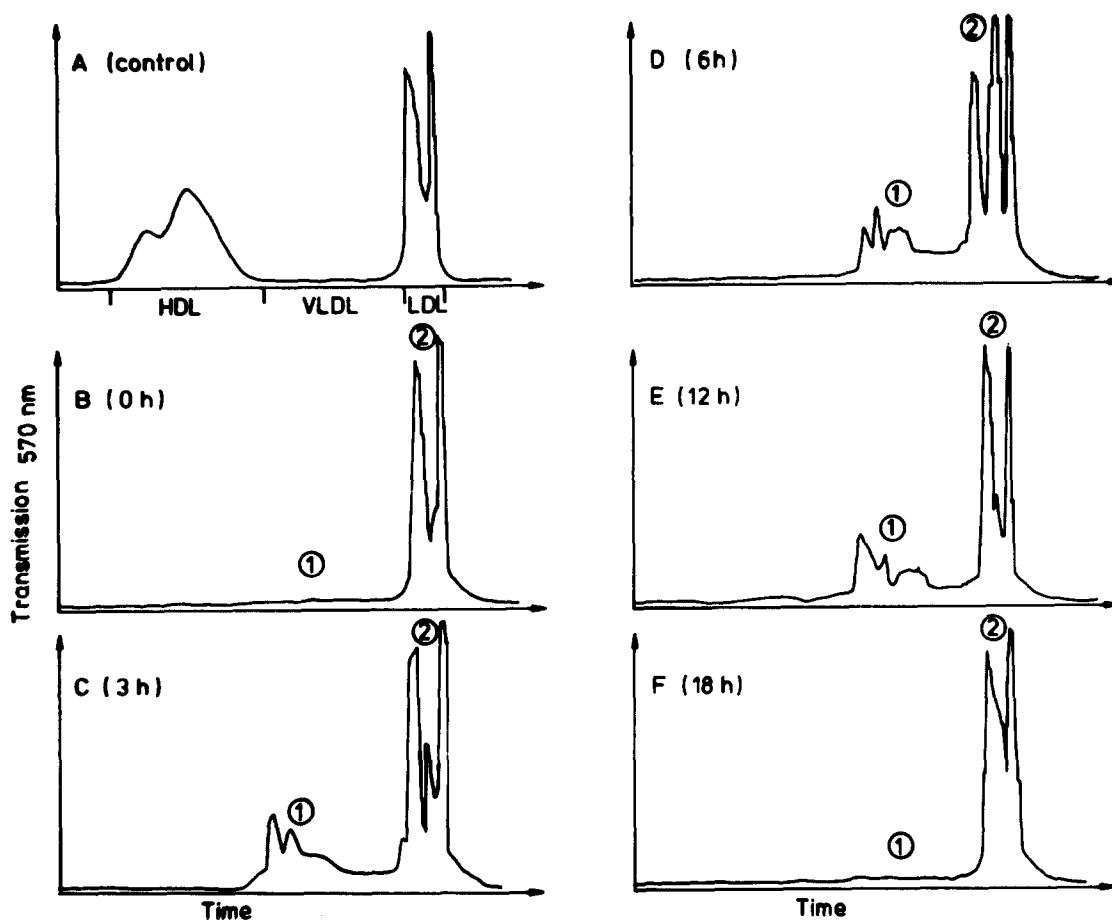 A (control)
HDL VLDL LDL
②
B (0 h)
①
②
C (3 h)
①
Time
Transmission 570 nm
②
D (6h)
①
②
E (12 h)
①
②
F (18 h)
①
Time